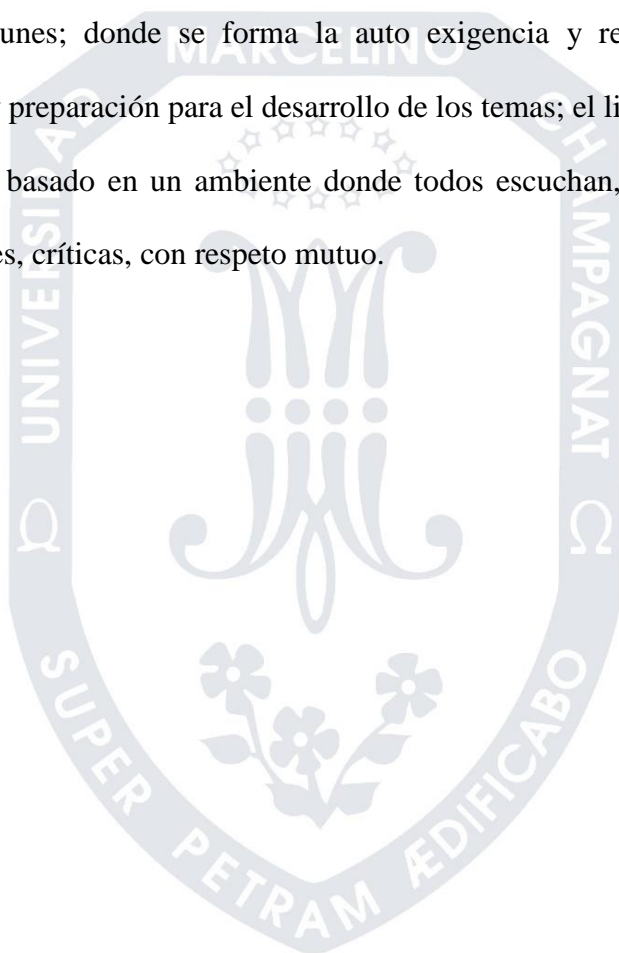 unes; donde se forma la auto exigencia y re
preparación para el desarrollo de los temas; el li
basado en un ambiente donde todos escuchan,
es, críticas, con respeto mutuo.
UNIVERSIDAD MARCELINO CHAMPAGNAT
Ω Ω
SUPER PETRAM ÆDIFICABO